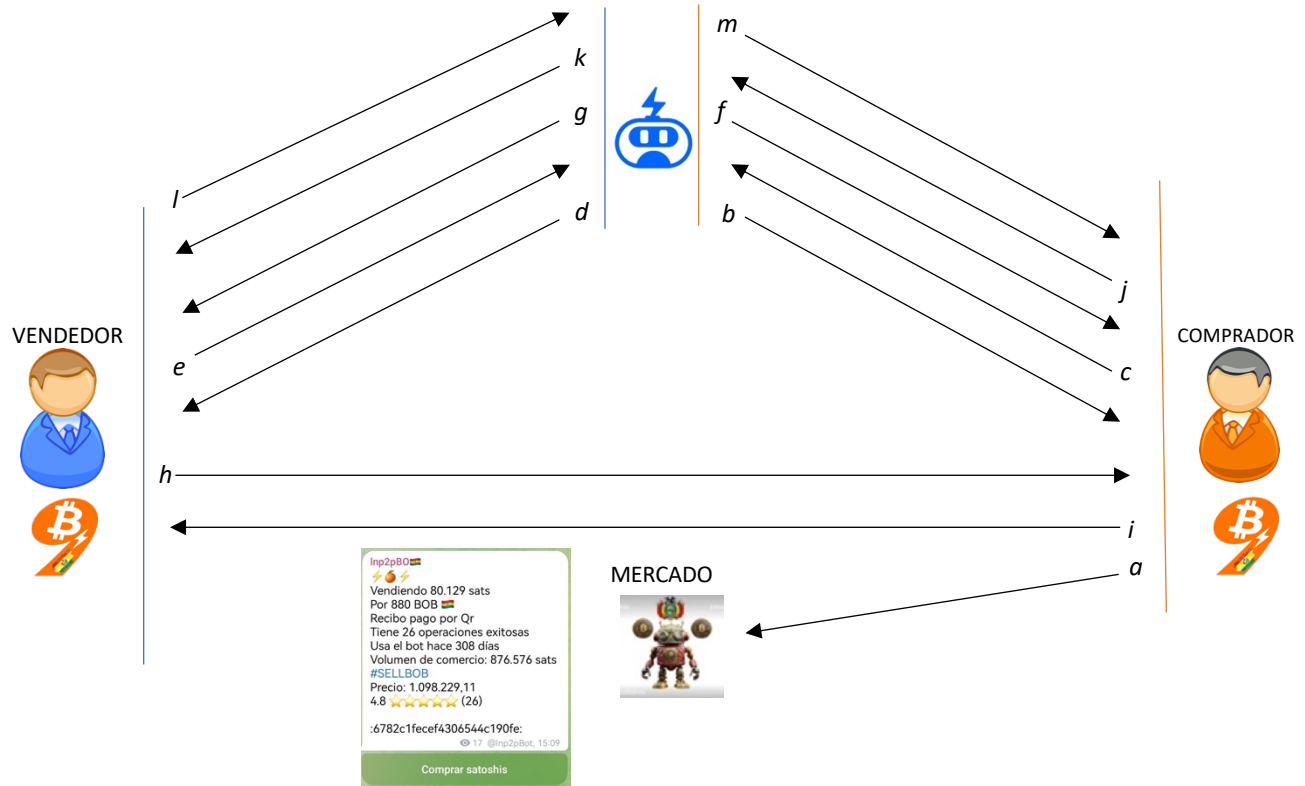 m
k
g
f
l
d
b
j
VENDEDOR
COMPRADOR
e
c
h
i
a
lnp2pBO🇧🇴
⚡🍊⚡
Vendiendo 80.129 sats
Por 880 BOB 🇧🇴
Recibo pago por Qr
Tiene 26 operaciones exitosas
Usa el bot hace 308 días
Volumen de comercio: 876.576 sats
#SELLBOB
Precio: 1.098.229,11
4.8 ⭐⭐⭐⭐⭐ (26)
:6782c1fecef4306544c190fe:
17 @lnp2pBot, 15:09
Comprar satoshis
MERCADO